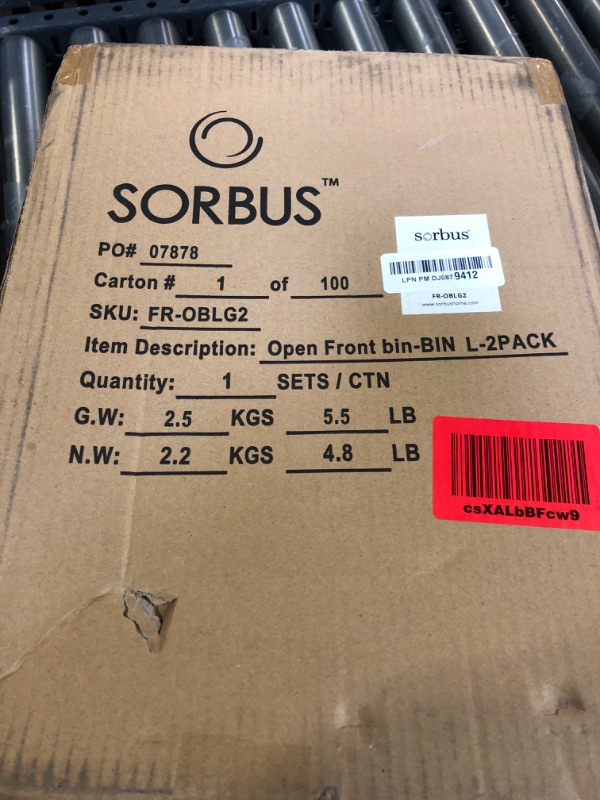 SORBUS™
PO# 07878
Carton # 1 of 100
SKU: FR-OBLG2
Item Description: Open Front bin-BIN L-2PACK
Quantity: 1 SETS / CTN
G.W: 2.5 KGS 5.5 LB
N.W: 2.2 KGS 4.8 LB
sorbus
LPN PM DJ0879412
FR-OBLG2
www.sorbushome.com
csXALbBFcw9